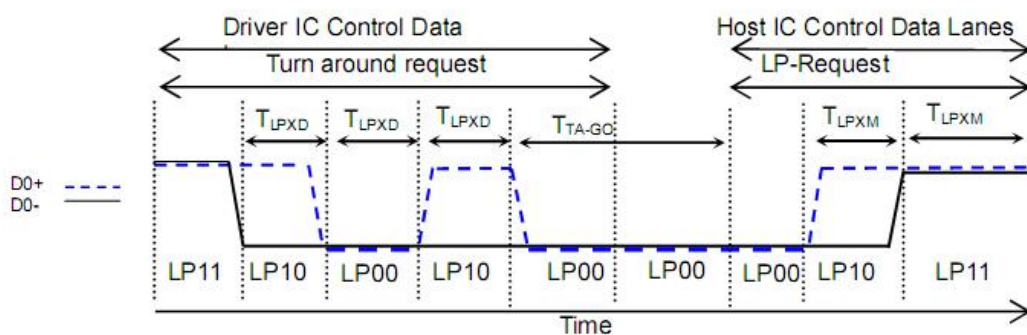 Driver IC Control Data Host IC Control Data Lanes
Turn around request LP-Request
TLPXD TLPXD TLPXD TTA-GO TLPXM TLPXM
D0+
D0-
LP11 LP10 LP00 LP10 LP00 LP00 LP00 LP10 LP11
Time